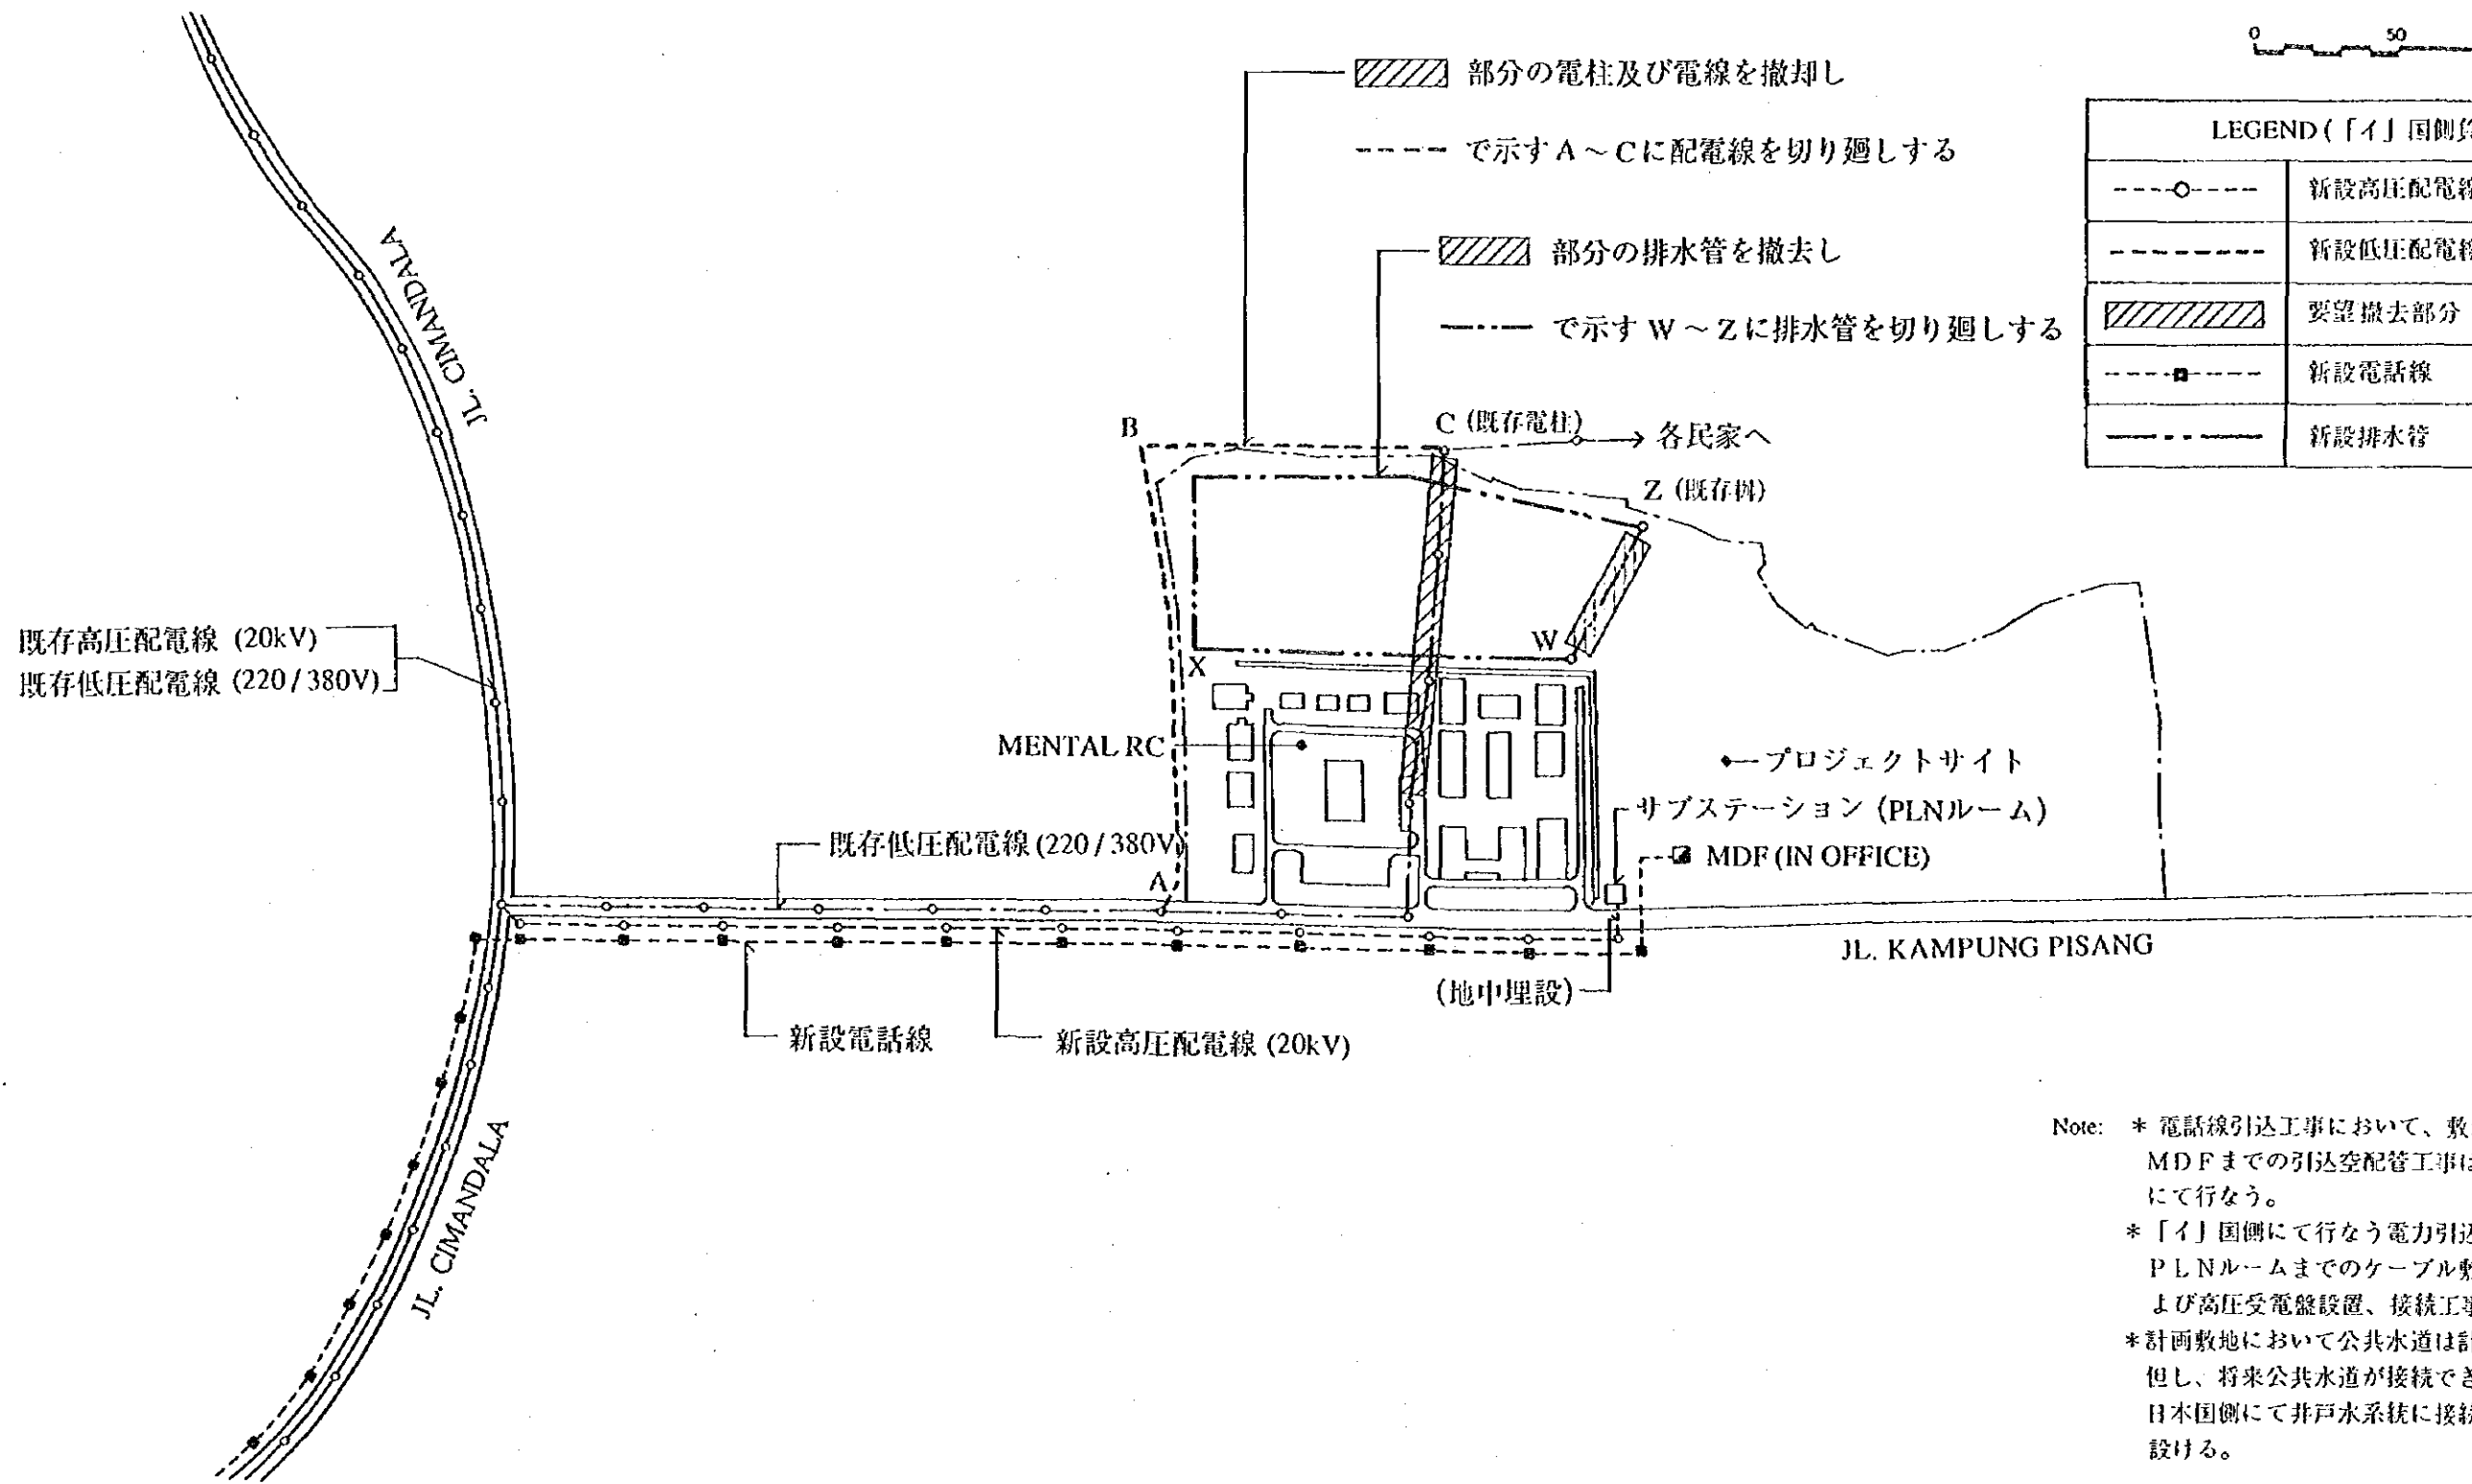 0 50
部分の電柱及び電線を撤却し
で示すA～Cに配電線を切り廻しする
部分の排水管を撤去し
で示すW～Zに排水管を切り廻しする
LEGEND (「イ」国側
新設高圧配電線
新設低圧配電線
要望撤去部分
新設電話線
新設排水管
JL. CIMANDALA
B
C (既存電柱)
各民家へ
Z (既存桝)
W
X
既存高圧配電線 (20kV)
既存低圧配電線 (220/380V)
MENTAL RC
プロジェクトサイト
サブステーション (PLNルーム)
既存低圧配電線 (220/380V)
MDF (IN OFFICE)
A
JL. KAMPUNG PISANG
(地中埋設)
新設電話線
新設高圧配電線 (20kV)
JL. CIMANDALA
Note: * 電話線引込工事において、敷
MDFまでの引込空配管工事は
にて行なう。
* 「イ」国側にて行なう電力引込
PLNルームまでのケーブル敷
よび高圧受電盤設置、接続工事
*計画敷地において公共水道は計
但し、将来公共水道が接続でき
日本国側にて井戸水系統に接続
設ける。